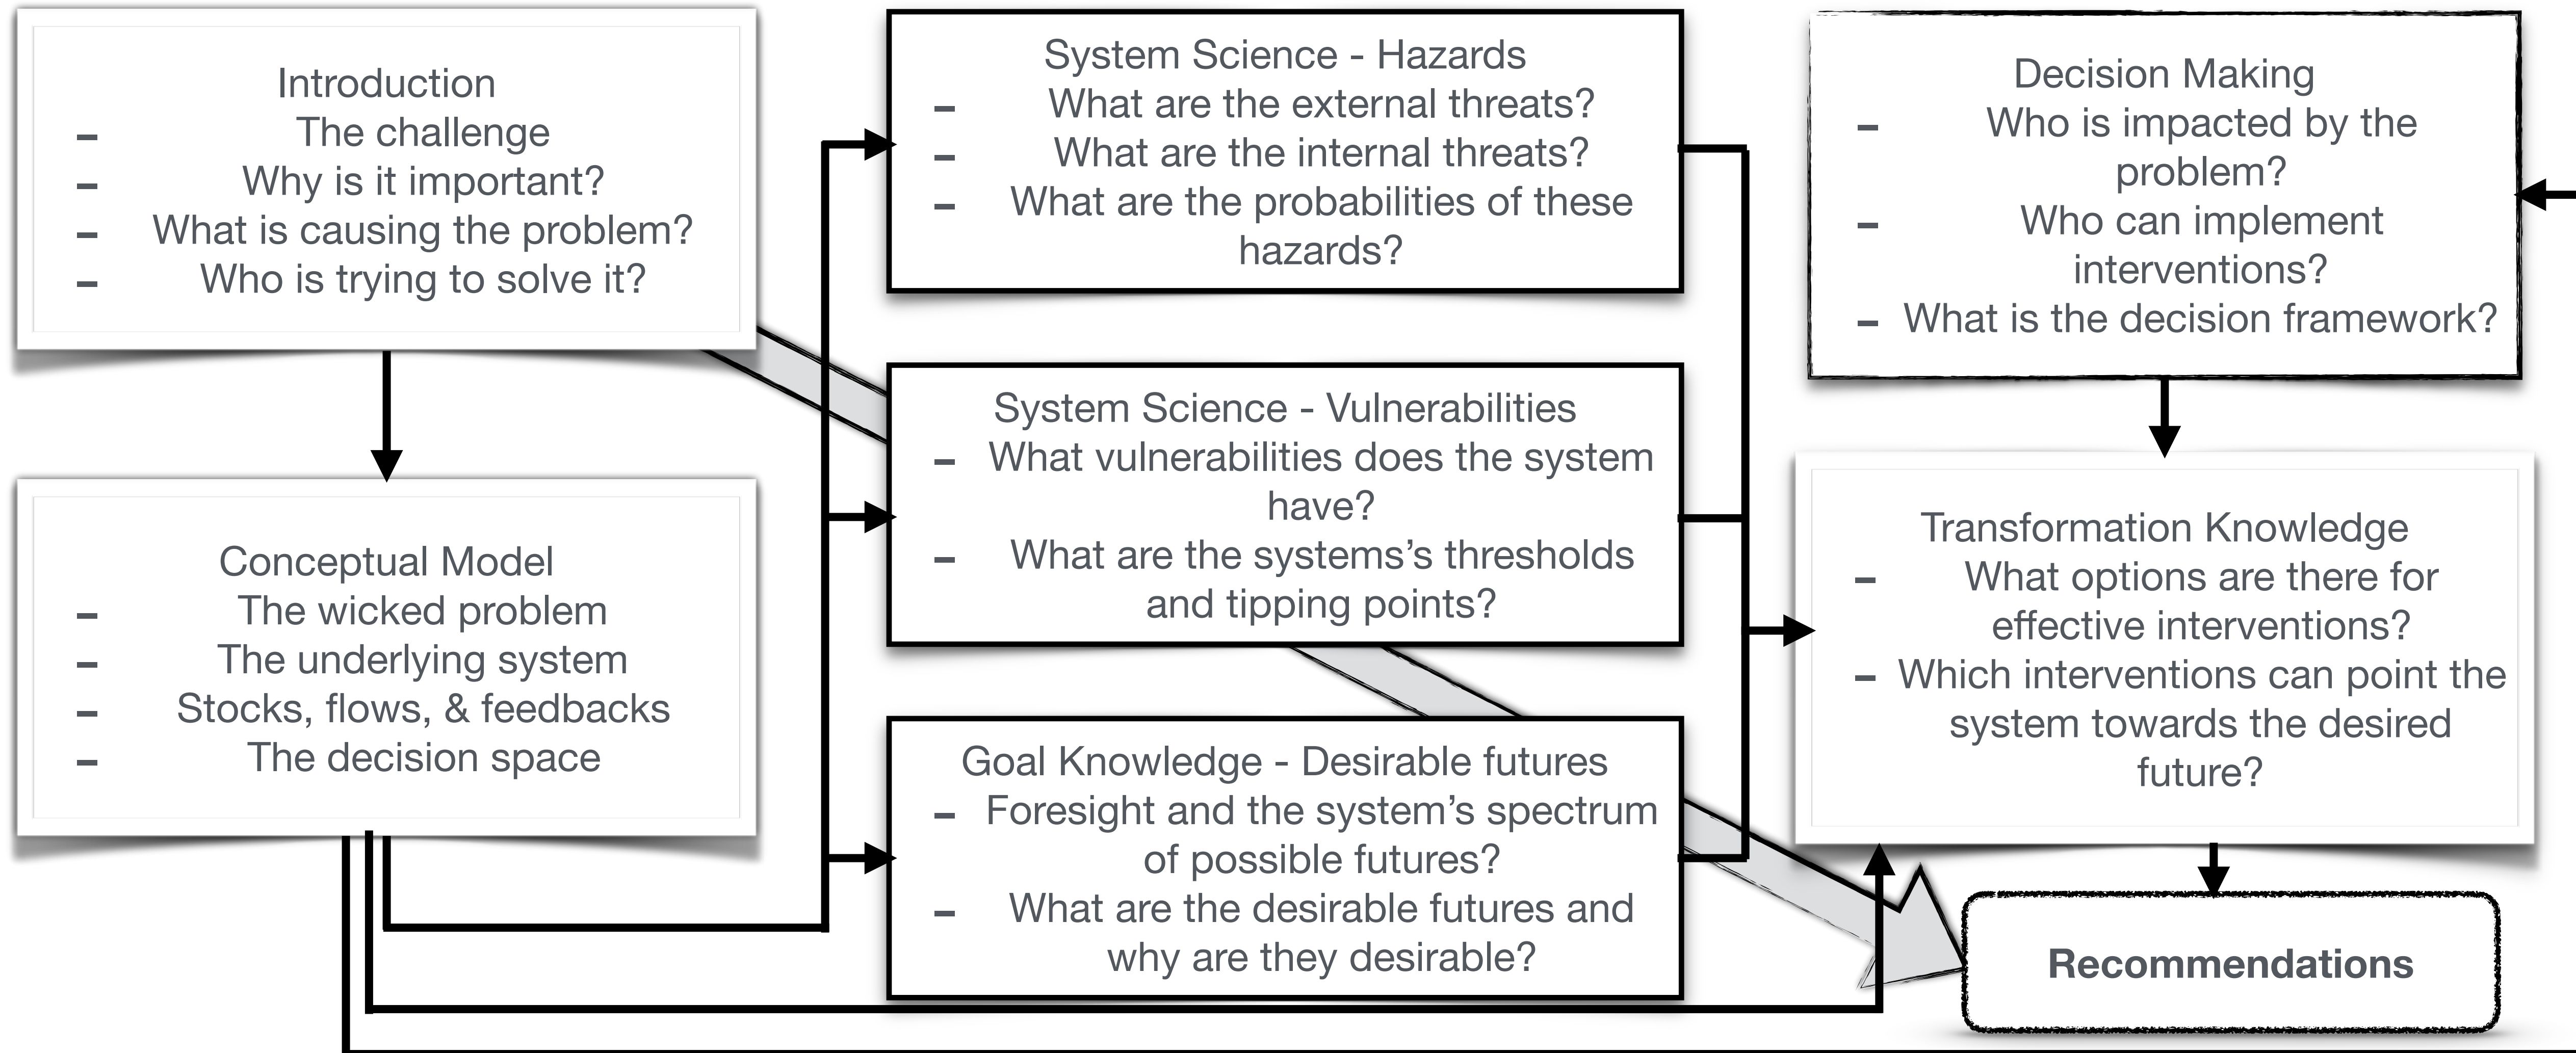 Introduction
- The challenge
- Why is it important?
- What is causing the problem?
- Who is trying to solve it?
Conceptual Model
- The wicked problem
- The underlying system
- Stocks, flows, & feedbacks
- The decision space
System Science - Hazards
- What are the external threats?
- What are the internal threats?
- What are the probabilities of these
hazards?
System Science - Vulnerabilities
- What vulnerabilities does the system
have?
- What are the systems's thresholds
and tipping points?
Goal Knowledge - Desirable futures
- Foresight and the system's spectrum
of possible futures?
- What are the desirable futures and
why are they desirable?
Decision Making
- Who is impacted by the
problem?
- Who can implement
interventions?
- What is the decision framework?
Transformation Knowledge
- What options are there for
effective interventions?
- Which interventions can point the
system towards the desired
future?
Recommendations